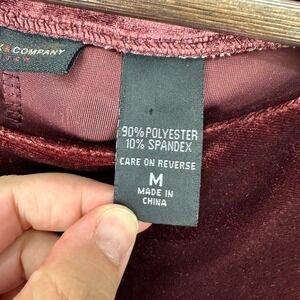 & COMPANY
90% POLYESTER
10% SPANDEX
CARE ON REVERSE
M
MADE IN
CHINA